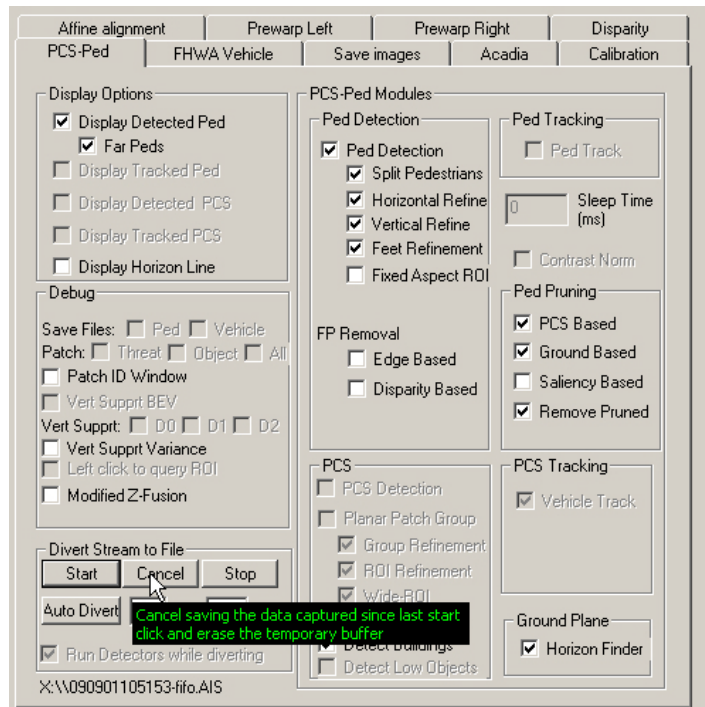 Affine alignment
Prewarp Left
Prewarp Right
Disparity
PCS-Ped
FHWA Vehicle
Save images
Acadia
Calibration
Display Options
Display Detected Ped
Far Peds
Display Tracked Ped
Display Detected PCS
Display Tracked PCS
Display Horizon Line
Debug
Save Files: Ped Vehicle
Patch: Threat Object All
Patch ID Window
Vert Supprt BEV
Vert Supprt: D0 D1 D2
Vert Supprt Variance
Left click to query ROI
Modified Z-Fusion
Divert Stream to File
Start
Cancel
Stop
Auto Divert
Cancel saving the data captured since last start
click and erase the temporary buffer
Run Detectors while diverting
X:\\090901105153-fifo.AIS
PCS-Ped Modules
Ped Detection
Ped Detection
Split Pedestrians
Horizontal Refine
Vertical Refine
Feet Refinement
Fixed Aspect ROI
FP Removal
Edge Based
Disparity Based
PCS
PCS Detection
Planar Patch Group
Group Refinement
ROI Refinement
Wide-ROI
Detect Buildings
Detect Low Objects
Ped Tracking
Ped Track
0
Sleep Time
(ms)
Contrast Norm
Ped Pruning
PCS Based
Ground Based
Saliency Based
Remove Pruned
PCS Tracking
Vehicle Track
Ground Plane
Horizon Finder